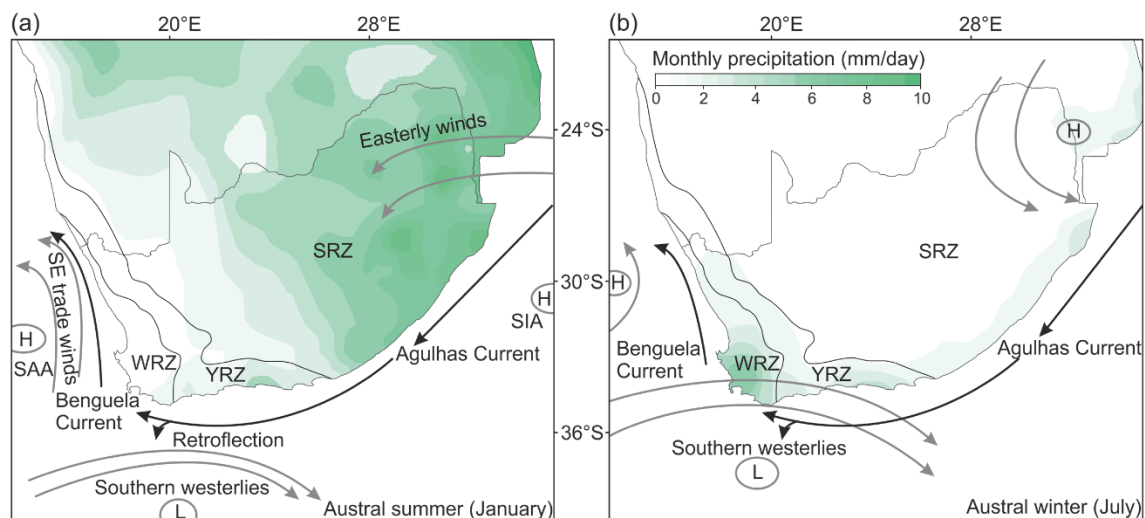 (a)
20°E
28°E
24°S
30°S
36°S
Easterly winds
SRZ
SE trade winds
H
SAA
WRZ
YRZ
H
SIA
Agulhas Current
Benguela
Current
Retroflection
Southern westerlies
L
Austral summer (January)
(b)
20°E
28°E
Monthly precipitation (mm/day)
0 2 4 6 8 10
H
SRZ
H
Benguela
Current
WRZ
YRZ
Agulhas Current
Southern westerlies
L
Austral winter (July)